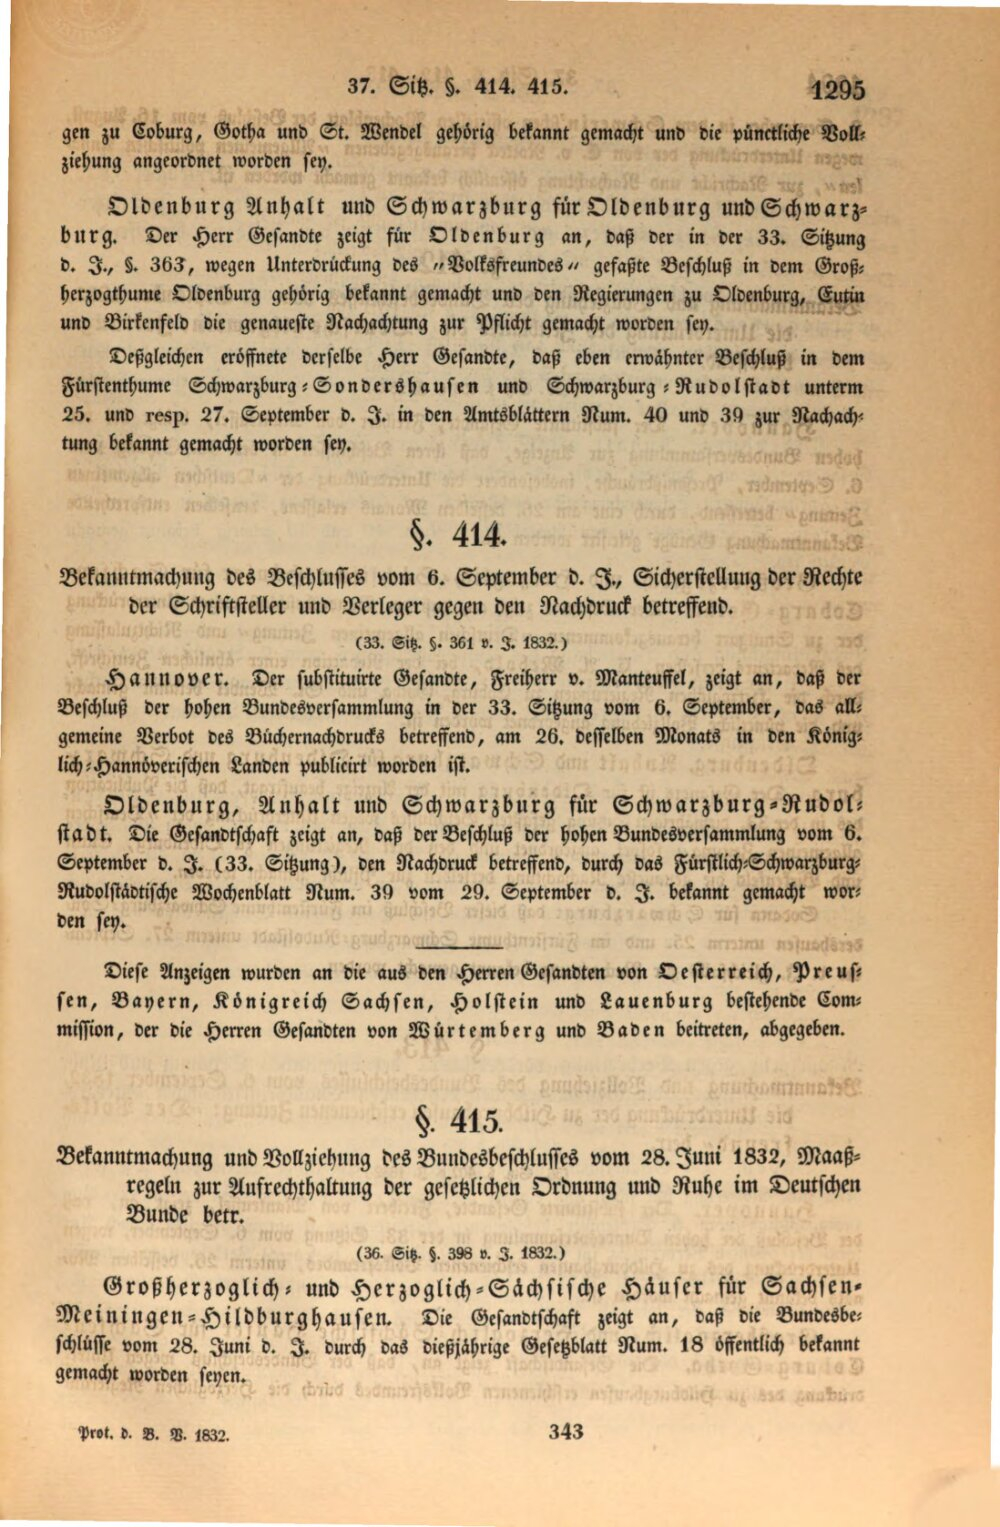 37. Sitz. §. 414. 415.
1295
gen zu Coburg, Gotha und St. Wendel gehörig bekannt gemacht und die pünctliche Voll-
ziehung angeordnet worden sey.
Oldenburg Anhalt und Schwarzburg für Oldenburg und Schwarz-
burg. Der Herr Gesandte zeigt für Oldenburg an, daß der in der 33. Sitzung
d. J., §. 363, wegen Unterdrückung des „Volksfreundes“ gefaßte Beschluß in dem Groß-
herzogthume Oldenburg gehörig bekannt gemacht und den Regierungen zu Oldenburg, Eutin
und Birkenfeld die genaueste Nachachtung zur Pflicht gemacht worden sey.
Deßgleichen eröffnete derselbe Herr Gesandte, daß eben erwähnter Beschluß in dem
Fürstenthume Schwarzburg-Sondershausen und Schwarzburg-Rudolstadt unterm
25. und resp. 27. September d. J. in den Amtsblättern Num. 40 und 39 zur Nachach-
tung bekannt gemacht worden sey.
§. 414.
Bekanntmachung des Beschlusses vom 6. September d. J., Sicherstellung der Rechte
der Schriftsteller und Verleger gegen den Nachdruck betreffend.
(33. Sitz. §. 361 v. J. 1832.)
Hannover. Der substituirte Gesandte, Freiherr v. Manteuffel, zeigt an, daß der
Beschluß der hohen Bundesversammlung in der 33. Sitzung vom 6. September, das all-
gemeine Verbot des Büchernachdrucks betreffend, am 26. desselben Monats in den König-
lich-Hannöverischen Landen publicirt worden ist.
Oldenburg, Anhalt und Schwarzburg für Schwarzburg-Rudol-
stadt. Die Gesandtschaft zeigt an, daß der Beschluß der hohen Bundesversammlung vom 6.
September d. J. (33. Sitzung), den Nachdruck betreffend, durch das Fürstlich-Schwarzburg-
Rudolstädtische Wochenblatt Num. 39 vom 29. September d. J. bekannt gemacht wor-
den sey.
Diese Anzeigen wurden an die aus den Herren Gesandten von Oesterreich, Preus-
sen, Bayern, Königreich Sachsen, Holstein und Lauenburg bestehende Com-
mission, der die Herren Gesandten von Würtemberg und Baden beitreten, abgegeben.
§. 415.
Bekanntmachung und Vollziehung des Bundesbeschlusses vom 28. Juni 1832, Maaß-
regeln zur Aufrechthaltung der gesetzlichen Ordnung und Ruhe im Deutschen
Bunde betr.
(36. Sitz. §. 398 v. J. 1832.)
Großherzoglich- und Herzoglich-Sächsische Häuser für Sachsen-
Meiningen-Hildburghausen. Die Gesandtschaft zeigt an, daß die Bundesbe-
schlüsse vom 28. Juni d. J. durch das dießjährige Gesetzblatt Num. 18 öffentlich bekannt
gemacht worden seyen.
Prot. d. B. V. 1832.
343